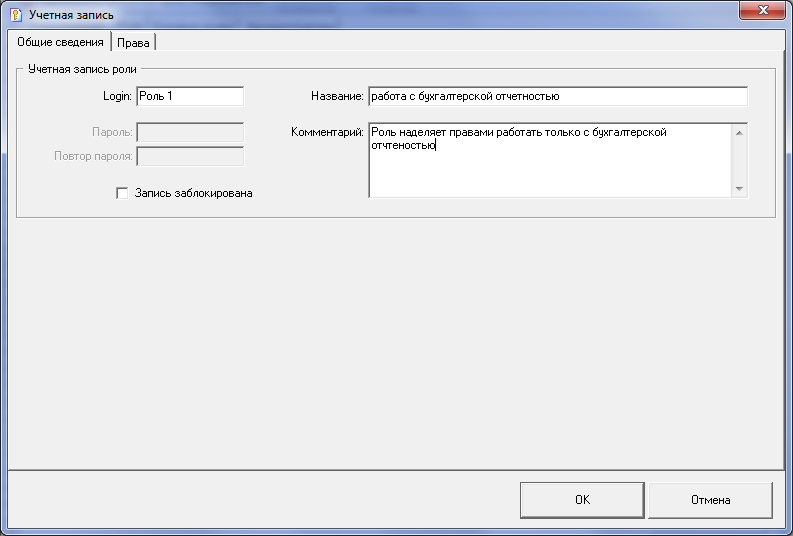 Учетная запись
Общие сведения Права
Учетная запись роли
Login: Роль 1 Название: работа с бухгалтерской отчетностью
Пароль: Комментарий: Роль наделяет правами работать только с бухгалтерской
отчтеностью
Повтор пароля:
Запись заблокирована
OK Отмена